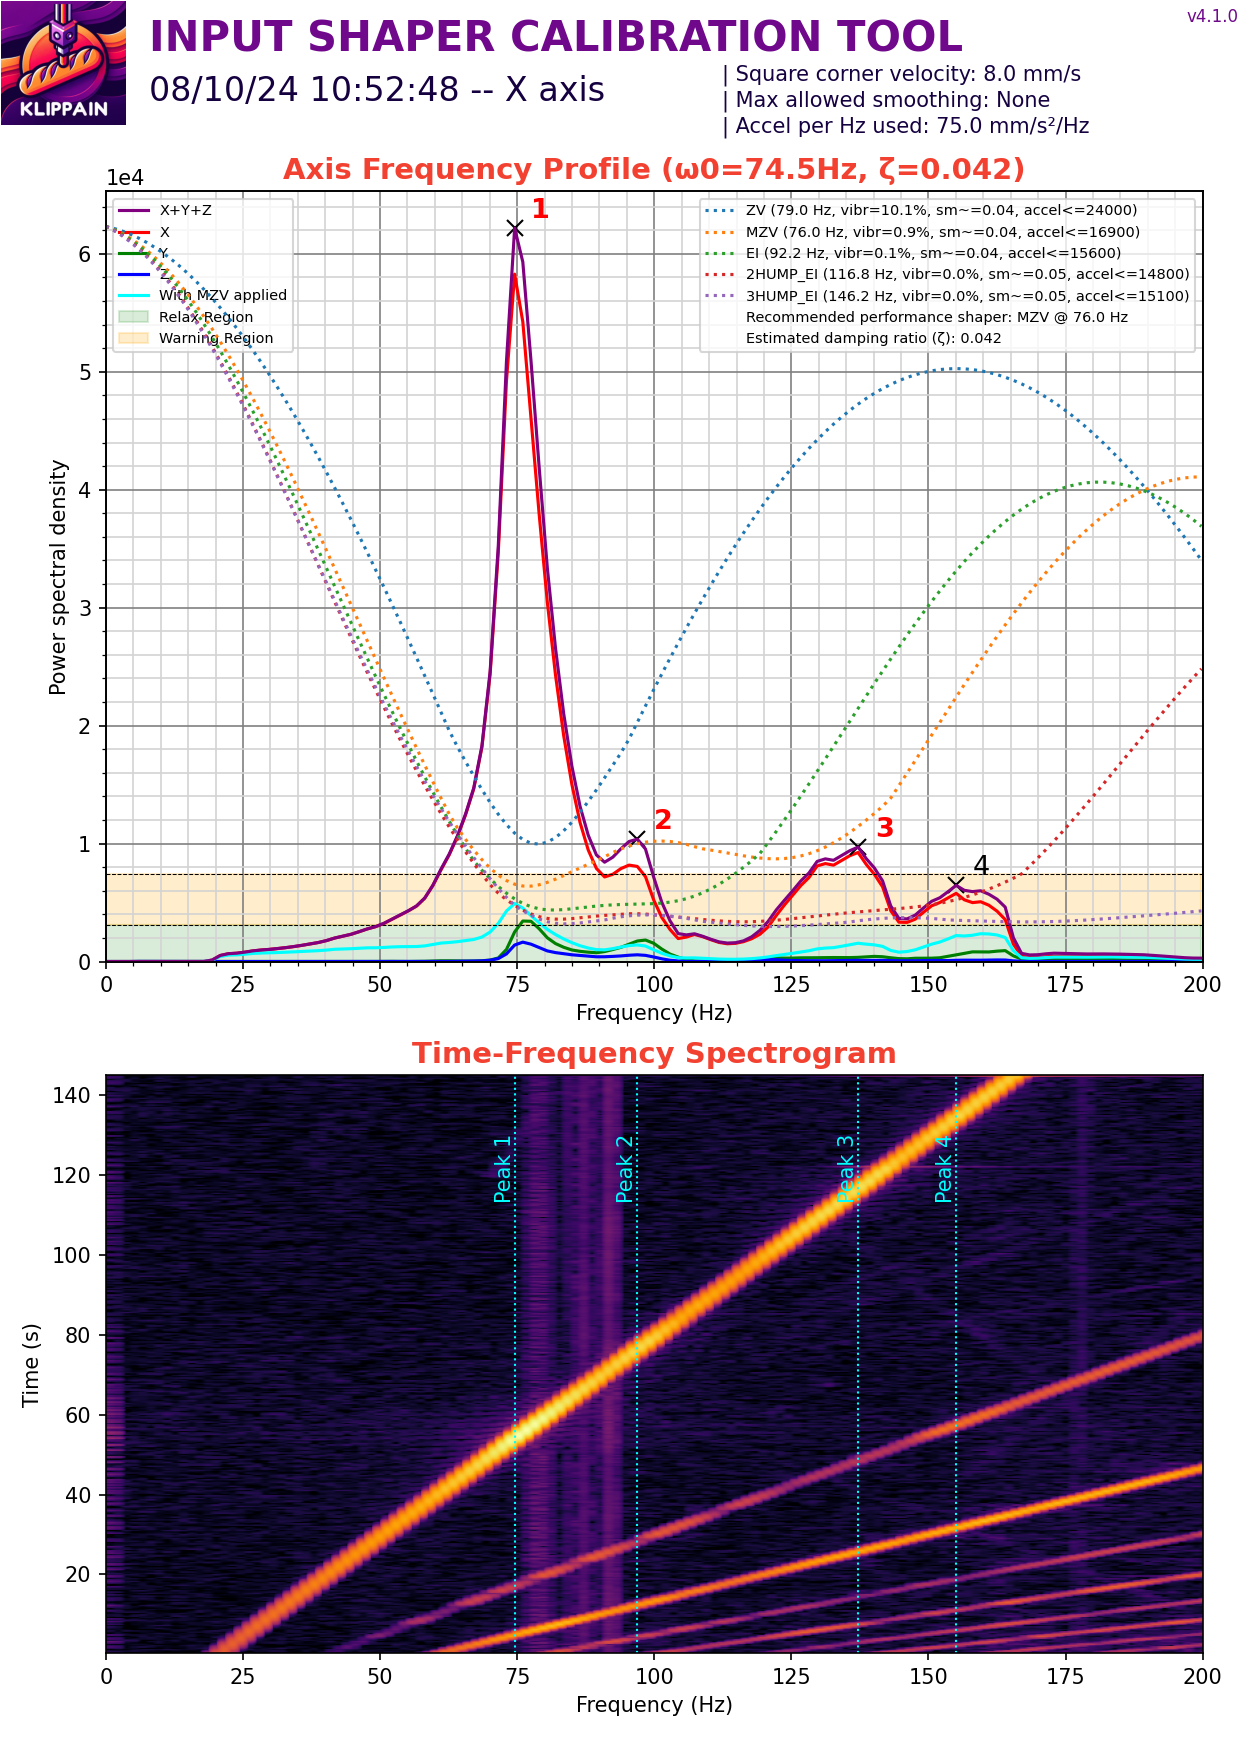 v4.1.0
INPUT SHAPER CALIBRATION TOOL
KLIPPAIN
08/10/24 10:52:48 -- X axis
| Square corner velocity: 8.0 mm/s
| Max allowed smoothing: None
| Accel per Hz used: 75.0 mm/s²/Hz
Axis Frequency Profile (ω0=74.5Hz, ζ=0.042)
1e4
X+Y+Z
X
Y
Z
With MZV applied
Relax Region
Warning Region
ZV (79.0 Hz, vibr=10.1%, sm~=0.04, accel<=24000)
MZV (76.0 Hz, vibr=0.9%, sm~=0.04, accel<=16900)
EI (92.2 Hz, vibr=0.1%, sm~=0.04, accel<=15600)
2HUMP_EI (116.8 Hz, vibr=0.0%, sm~=0.05, accel<=14800)
3HUMP_EI (146.2 Hz, vibr=0.0%, sm~=0.05, accel<=15100)
Recommended performance shaper: MZV @ 76.0 Hz
Estimated damping ratio (ζ): 0.042
1
2
3
4
6
5
4
3
2
1
0
Power spectral density
0 25 50 75 100 125 150 175 200
Frequency (Hz)
Time-Frequency Spectrogram
140
120
100
80
60
40
20
Time (s)
Peak 1
Peak 2
Peak 3
Peak 4
0 25 50 75 100 125 150 175 200
Frequency (Hz)